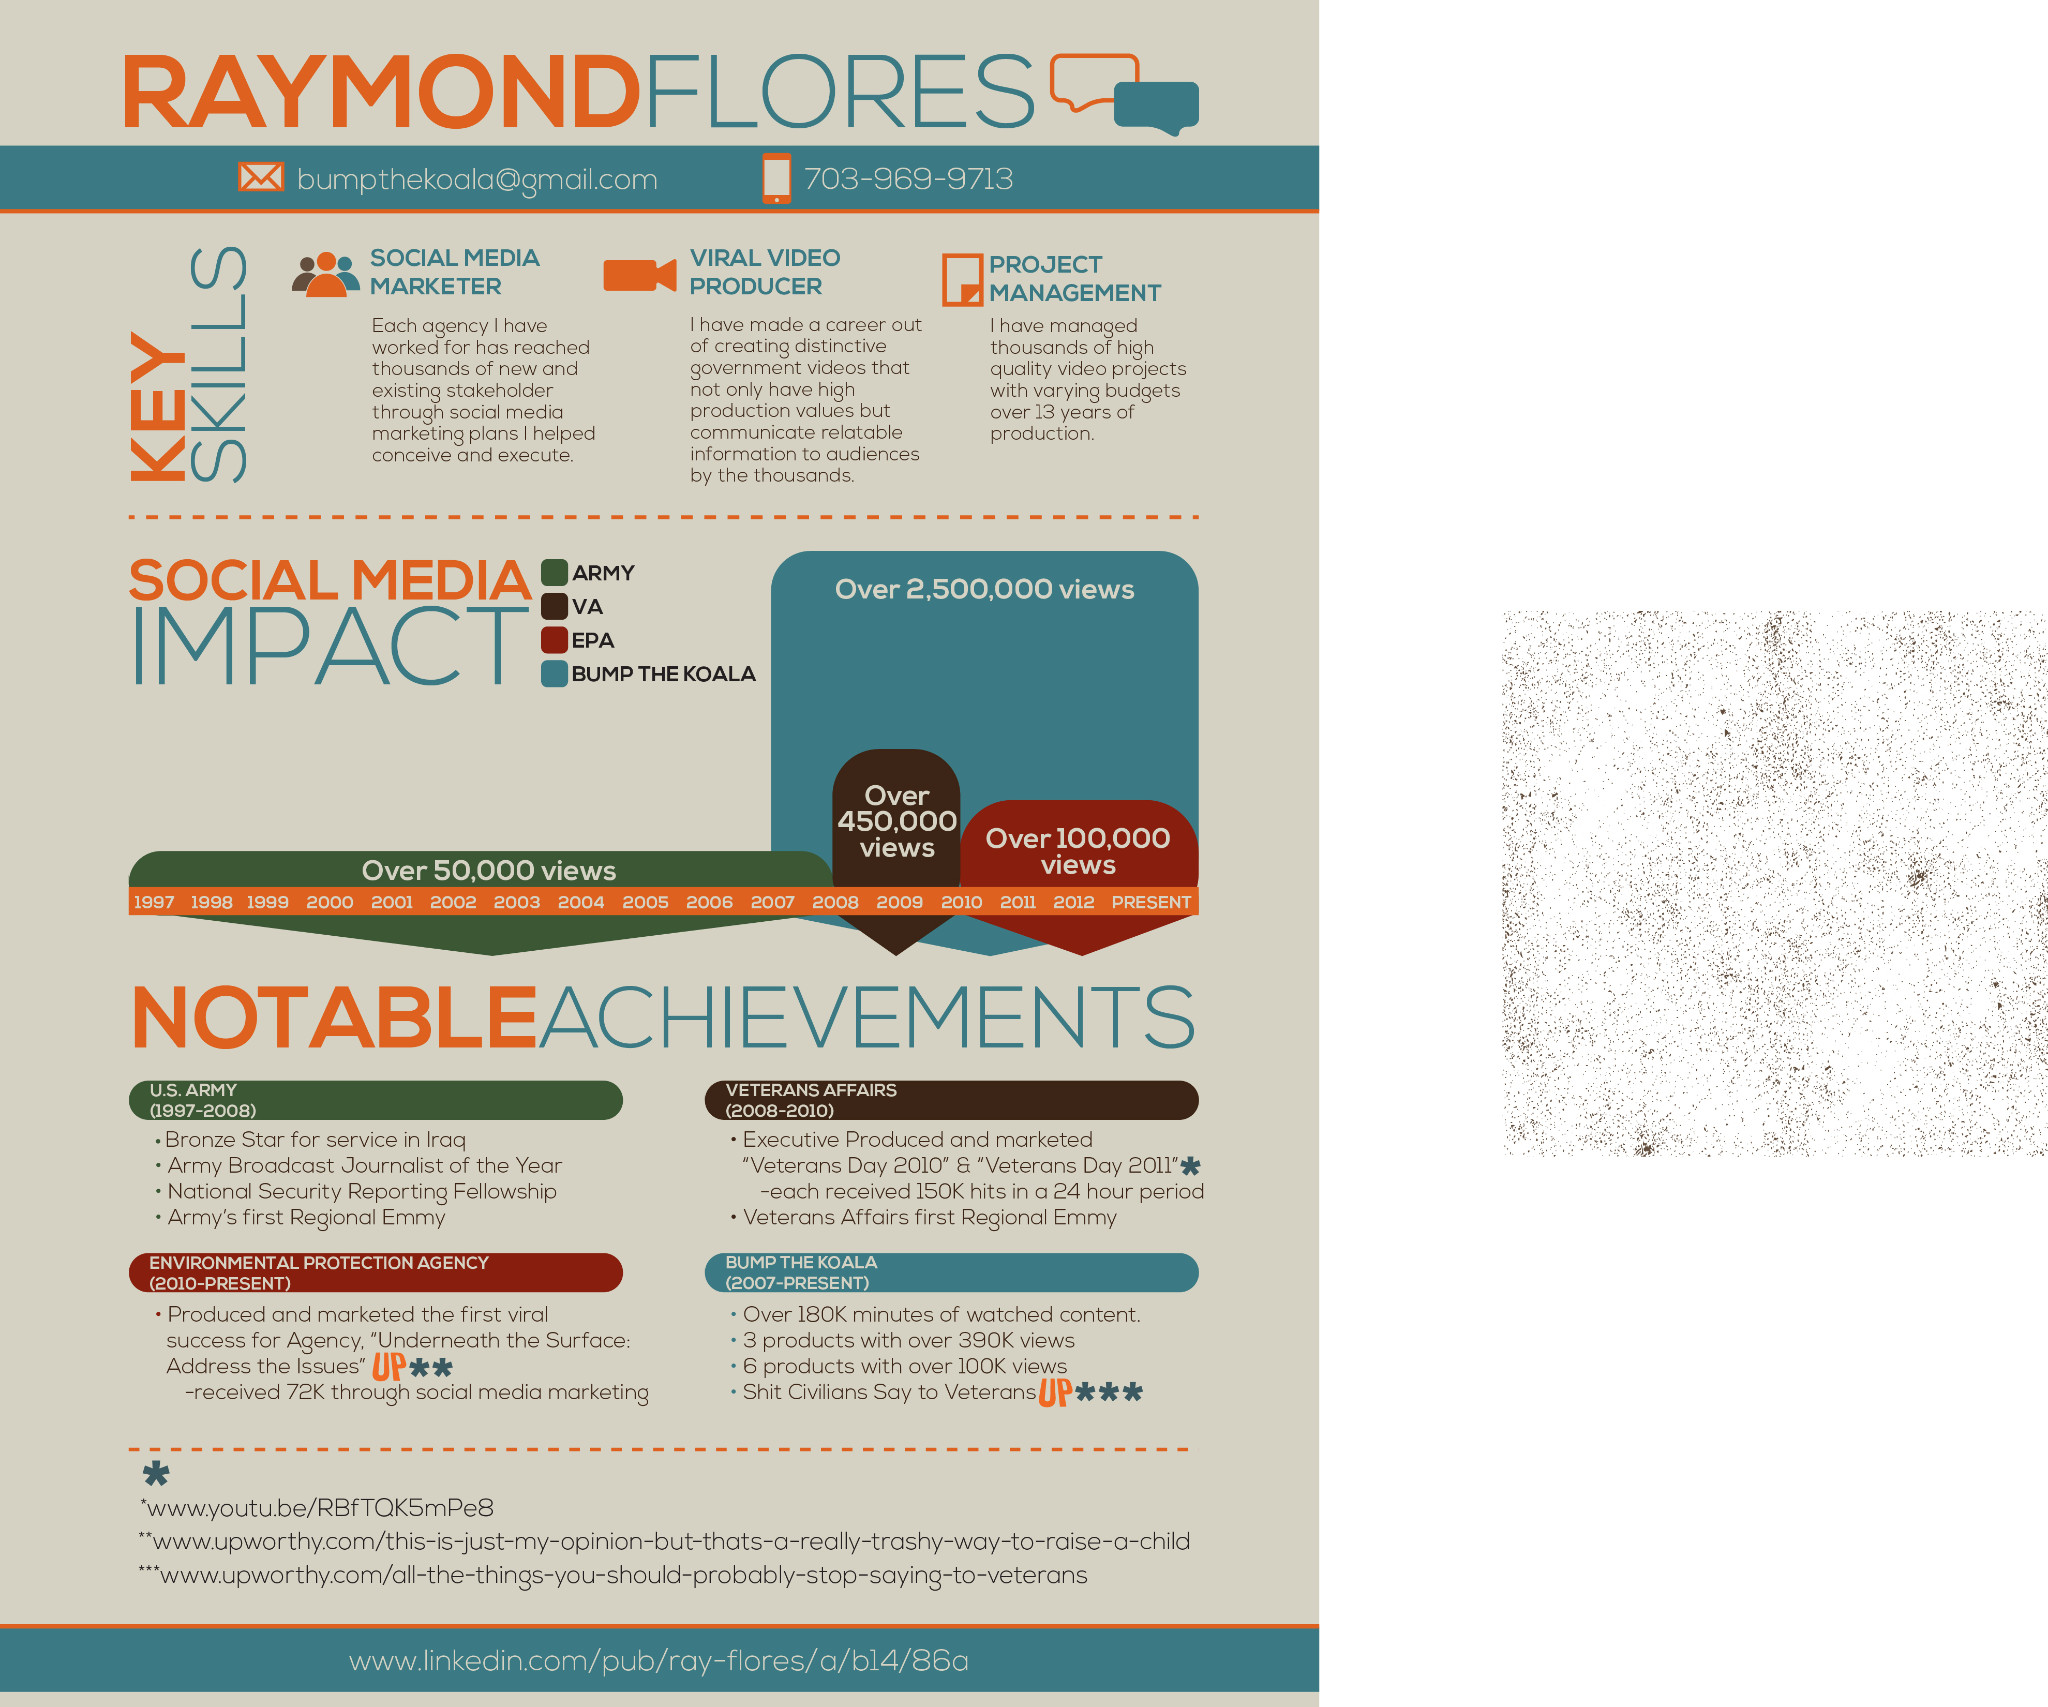 RAYMONDFLORES
bumpthekoala@gmail.com
703-969-9713
KEY
SKILLS
SOCIAL MEDIA
MARKETER
Each agency I have
worked for has reached
thousands of new and
existing stakeholder
through social media
marketing plans I helped
conceive and execute.
VIRAL VIDEO
PRODUCER
I have made a career out
of creating distinctive
government videos that
not only have high
production values but
communicate relatable
information to audiences
by the thousands.
PROJECT
MANAGEMENT
I have managed
thousands of high
quality video projects
with varying budgets
over 13 years of
production.
SOCIAL MEDIA
IMPACT
ARMY
VA
EPA
BUMP THE KOALA
Over 2,500,000 views
Over
450,000
views
Over 100,000
views
Over 50,000 views
1997 1998 1999 2000 2001 2002 2003 2004 2005 2006 2007 2008 2009 2010 2011 2012 PRESENT
NOTABLEACHIEVEMENTS
U.S. ARMY
(1997-2008)
• Bronze Star for service in Iraq
• Army Broadcast Journalist of the Year
• National Security Reporting Fellowship
• Army's first Regional Emmy
VETERANS AFFAIRS
(2008-2010)
• Executive Produced and marketed
"Veterans Day 2010" & "Veterans Day 2011"*
-each received 150K hits in a 24 hour period
• Veterans Affairs first Regional Emmy
ENVIRONMENTAL PROTECTION AGENCY
(2010-PRESENT)
• Produced and marketed the first viral
success for Agency, "Underneath the Surface:
Address the Issues" UP**
-received 72K through social media marketing
BUMP THE KOALA
(2007-PRESENT)
• Over 180K minutes of watched content.
• 3 products with over 390K views
• 6 products with over 100K views
• Shit Civilians Say to Veterans UP***
*
*www.youtu.be/RBfTQK5mPe8
**www.upworthy.com/this-is-just-my-opinion-but-thats-a-really-trashy-way-to-raise-a-child
***www.upworthy.com/all-the-things-you-should-probably-stop-saying-to-veterans
www.linkedin.com/pub/ray-flores/a/b14/86a